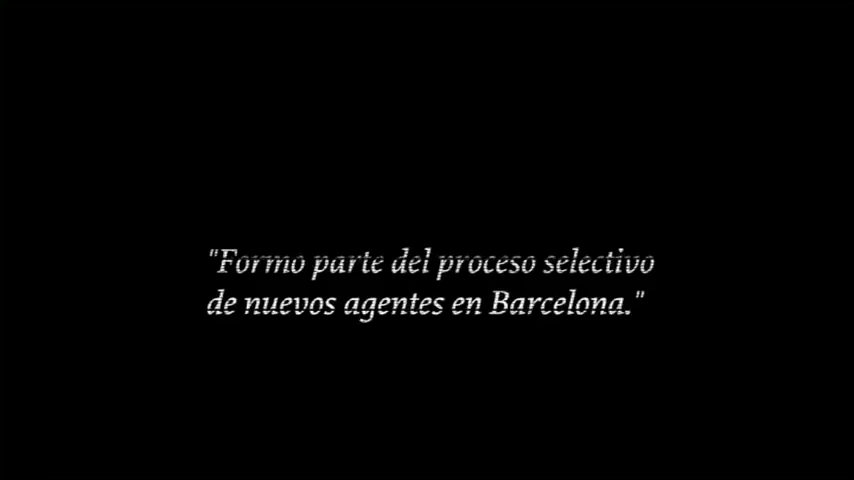 "Formo parte del proceso selectivo
de nuevos agentes en Barcelona."